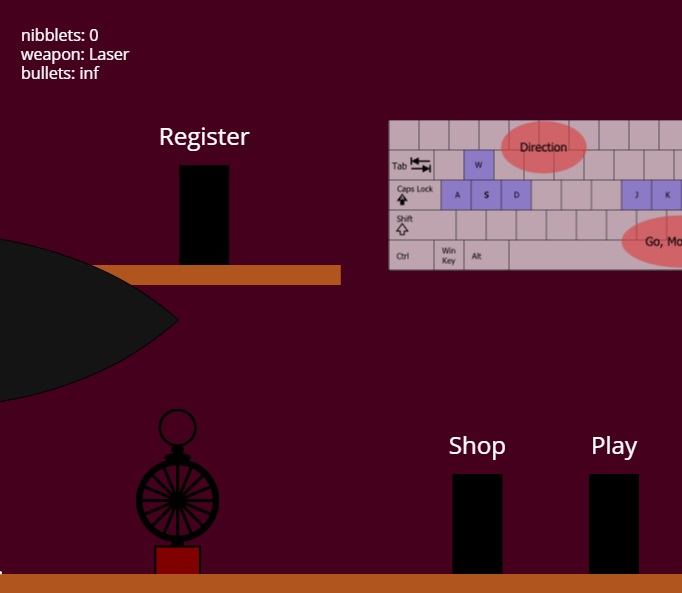 nibblets: 0
weapon: Laser
bullets: inf
Register
Direction
Tab
W
Caps Lock
A
S
D
J
K
Shift
Go, Mo
Ctrl
Win
Key
Alt
Shop
Play